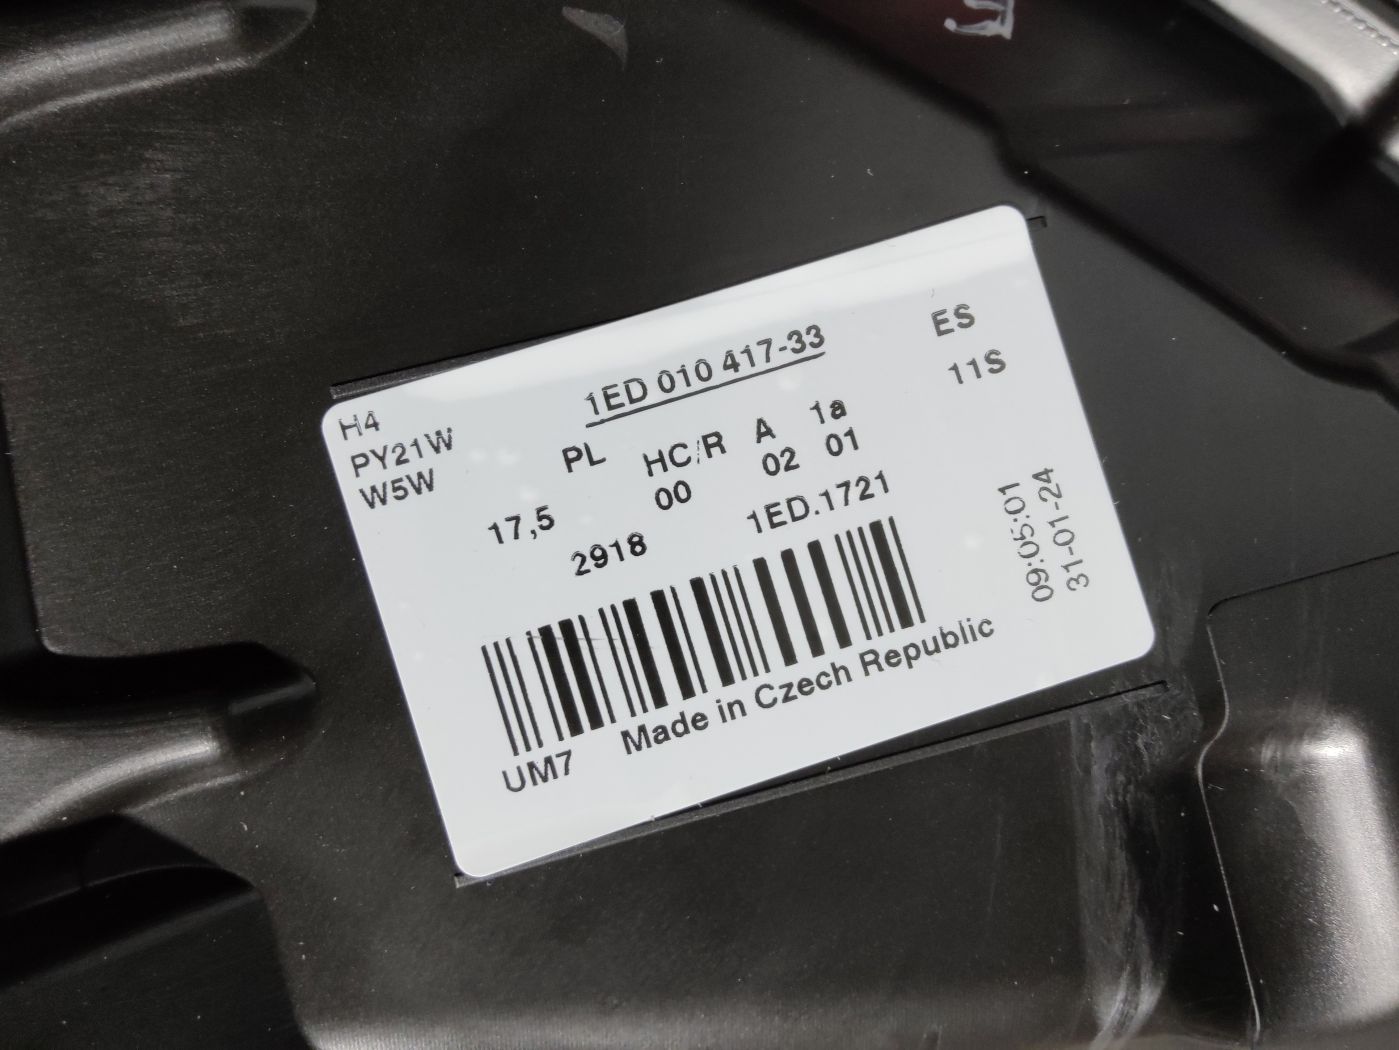 1ED 010 417-33
ES
11S
H4
PY21W
W5W
PL HC/R A 1a
00 02 01
17,5
2918
1ED.1721
UM7
Made in Czech Republic
09:05:01
31-01-24